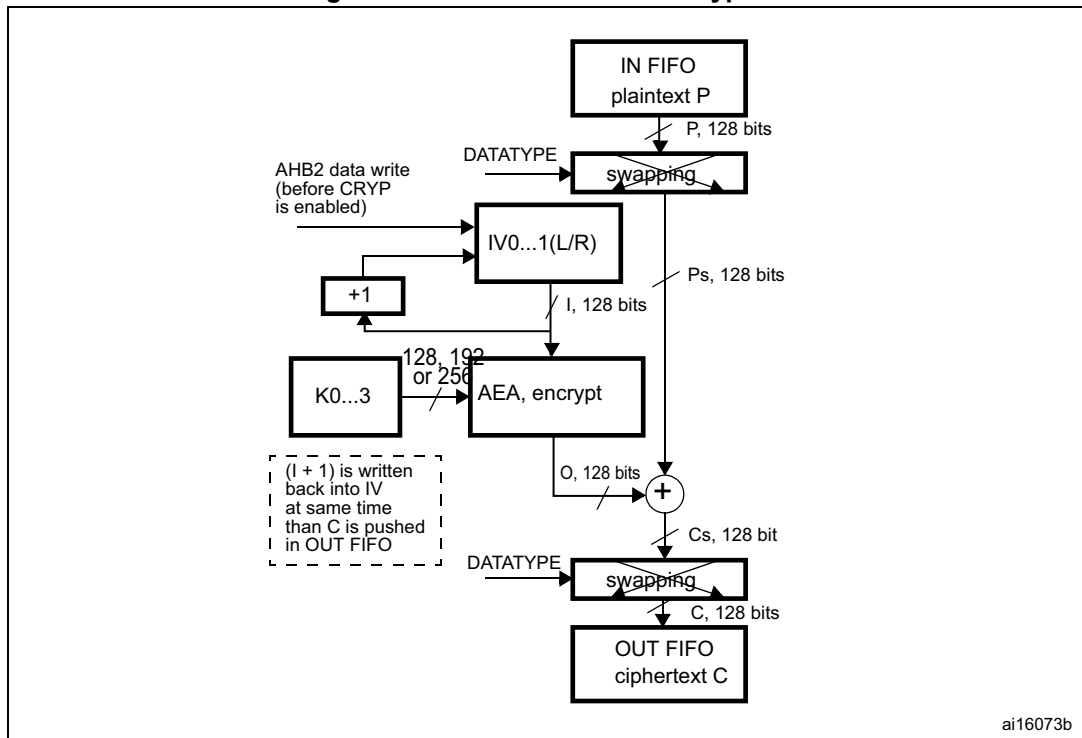 IN FIFO
plaintext P
P, 128 bits
DATATYPE
swapping
AHB2 data write
(before CRYP
is enabled)
IV0...1(L/R)
Ps, 128 bits
+1
I, 128 bits
128, 192
or 256
K0...3
AEA, encrypt
(I + 1) is written
back into IV
at same time
than C is pushed
in OUT FIFO
O, 128 bits
+
Cs, 128 bit
DATATYPE
swapping
C, 128 bits
OUT FIFO
ciphertext C
ai16073b